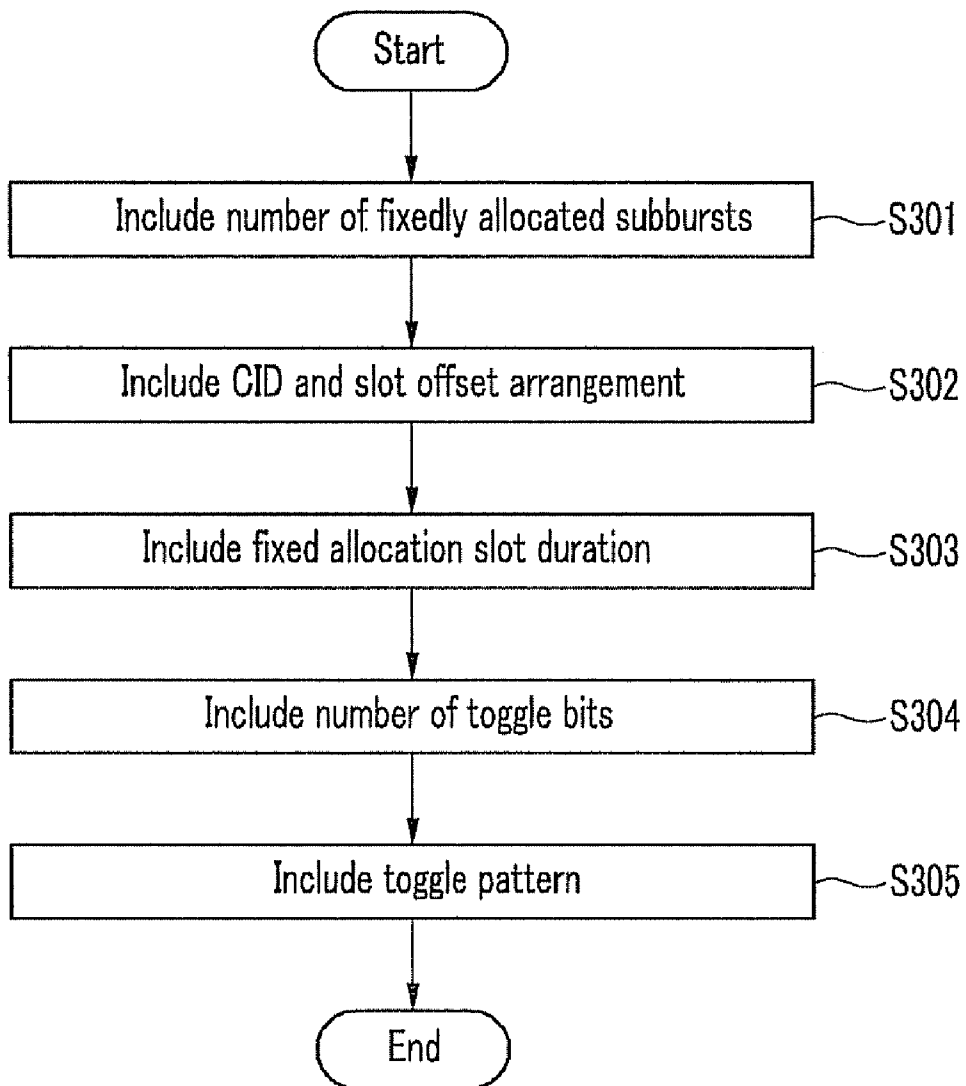 Start
Include number of fixedly allocated subbursts
S301
Include CID and slot offset arrangement
S302
Include fixed allocation slot duration
S303
Include number of toggle bits
S304
Include toggle pattern
S305
End